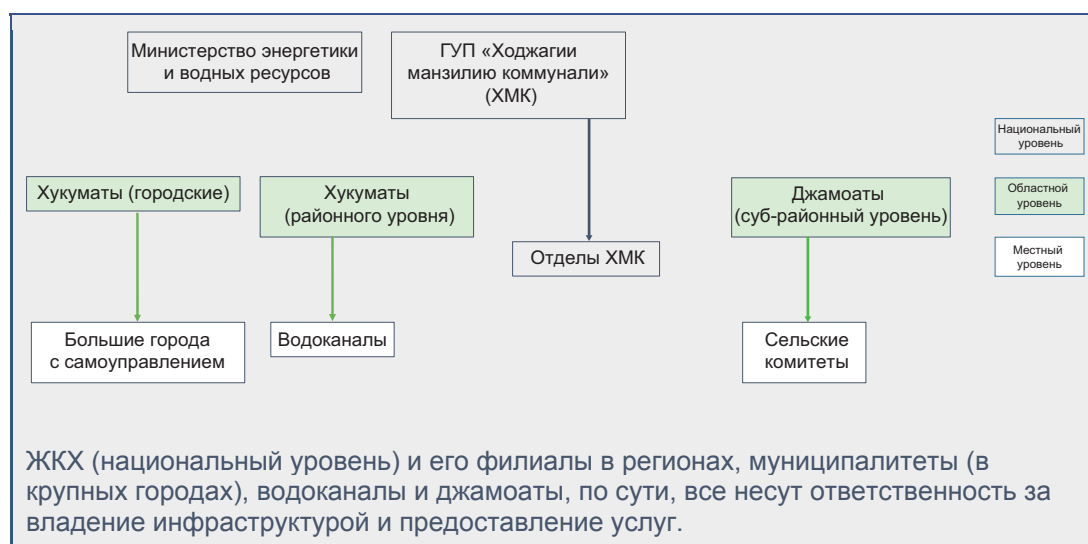 Министерство энергетики
и водных ресурсов
ГУП «Ходжагии
манзилию коммунали»
(ХМК)
Национальный
уровень
Хукуматы (городские)
Хукуматы
(районного уровня)
Джамоаты
(суб-районный уровень)
Областной
уровень
Отделы ХМК
Местный
уровень
Большие города
с самоуправлением
Водоканалы
Сельские
комитеты
ЖКХ (национальный уровень) и его филиалы в регионах, муниципалитеты (в
крупных городах), водоканалы и джамоаты, по сути, все несут ответственность за
владение инфраструктурой и предоставление услуг.